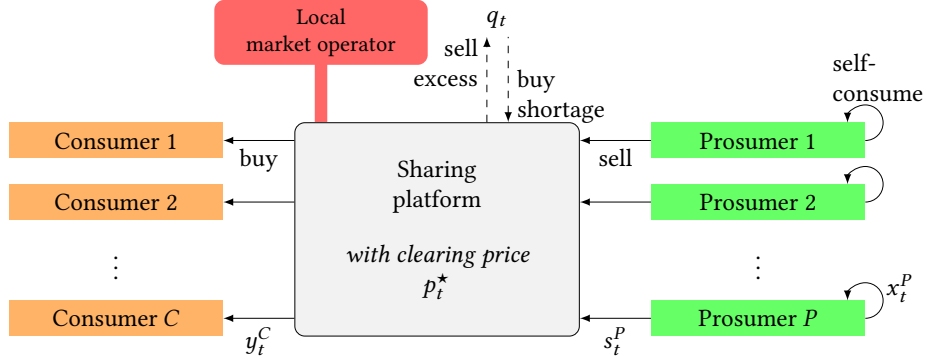 Local
market operator
q_t
sell
excess
buy
shortage
self-
consume
Consumer 1
buy
Sharing
platform
sell
Prosumer 1
Consumer 2
Prosumer 2
⋮
with clearing price
p_t^★
⋮
x_t^P
Consumer C
Prosumer P
y_t^C
s_t^P